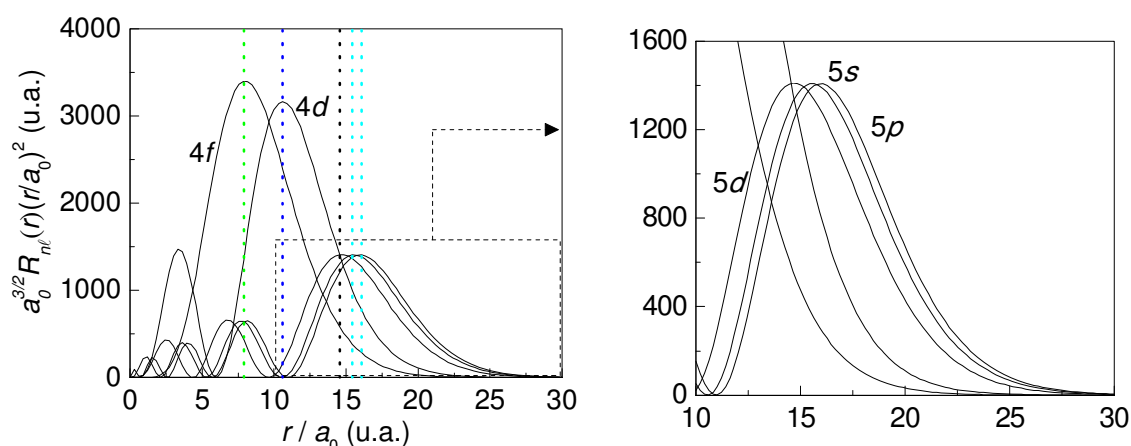 4000
3000
2000
1000
0
0 5 10 15 20 25 30
a₀^3/2 R_nℓ(r)(r/a₀)² (u.a.)
r / a₀ (u.a.)
4f
4d
1600
1200
800
400
0
10 15 20 25 30
5s
5p
5d